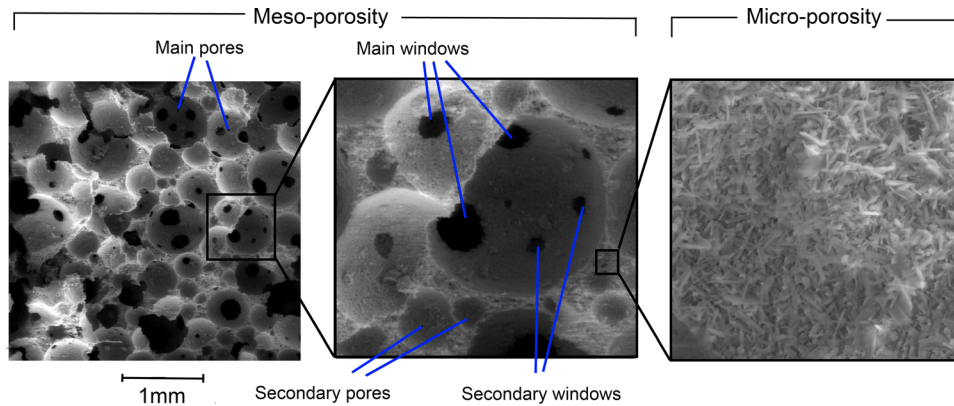 Meso-porosity
Micro-porosity
Main pores
Main windows
Secondary pores
Secondary windows
1mm